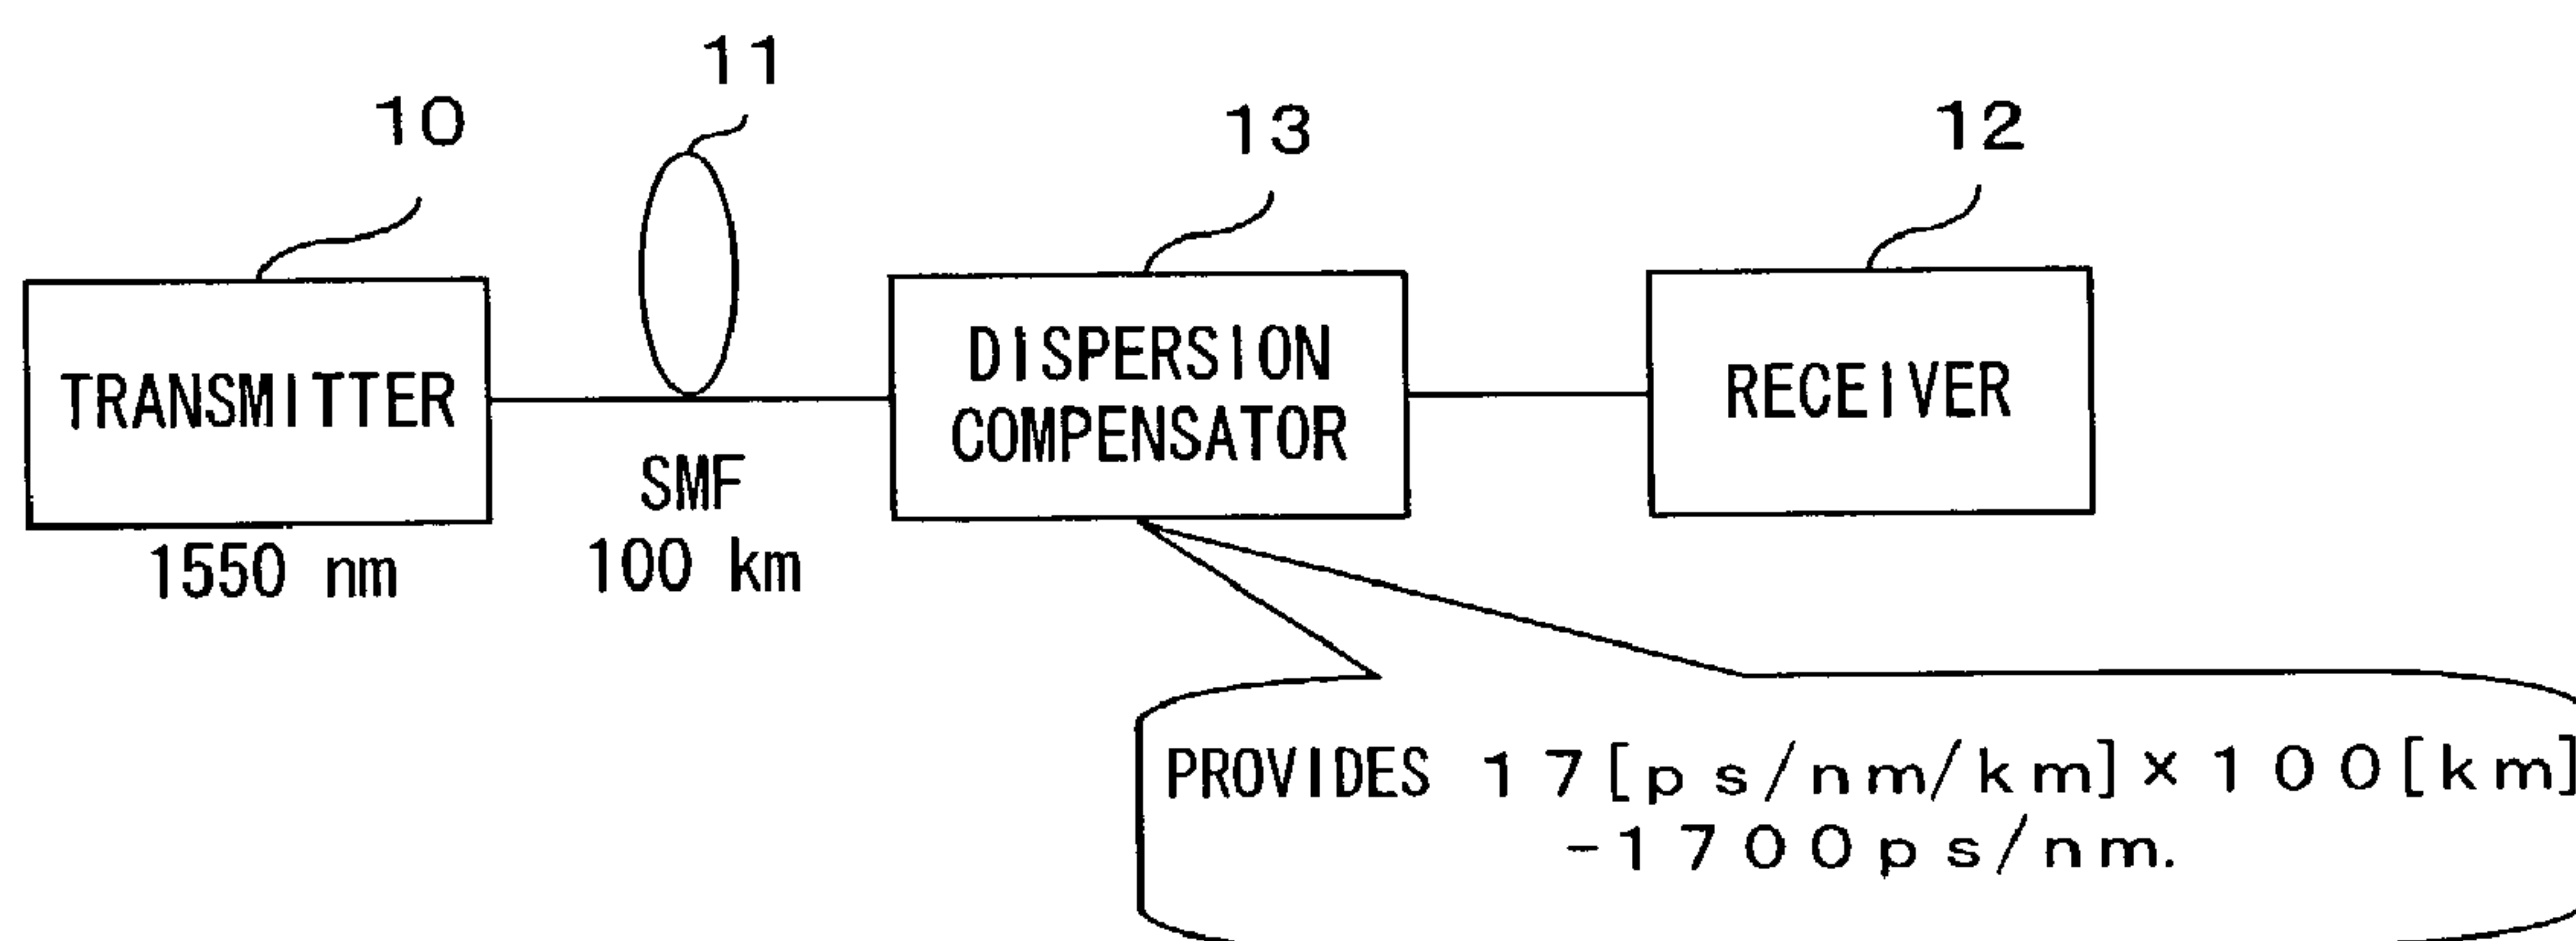 11
10
13
12
TRANSMITTER
DISPERSION
COMPENSATOR
RECEIVER
SMF
1550 nm
100 km
PROVIDES 17[ps/nm/km]×100[km]
-1700ps/nm.